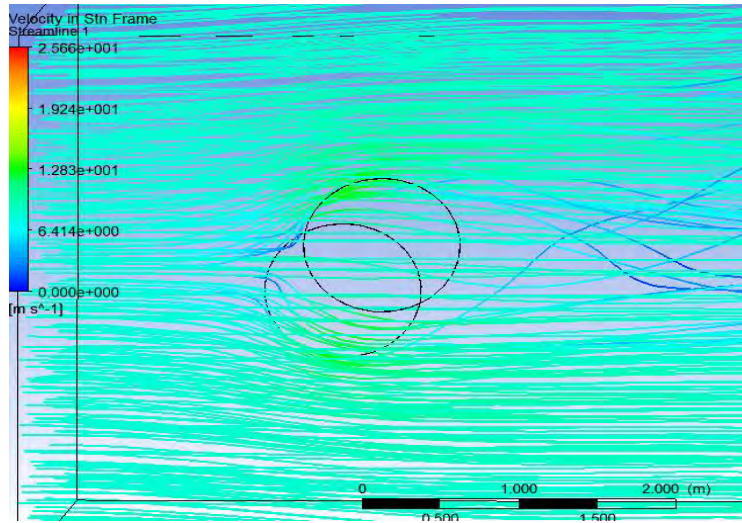 Velocity in Stn Frame
Streamline 1
2.566e+001
1.924e+001
1.283e+001
6.414e+000
0.000e+000
[m s^-1]
0 1.000 2.000 (m)
0.500 1.500